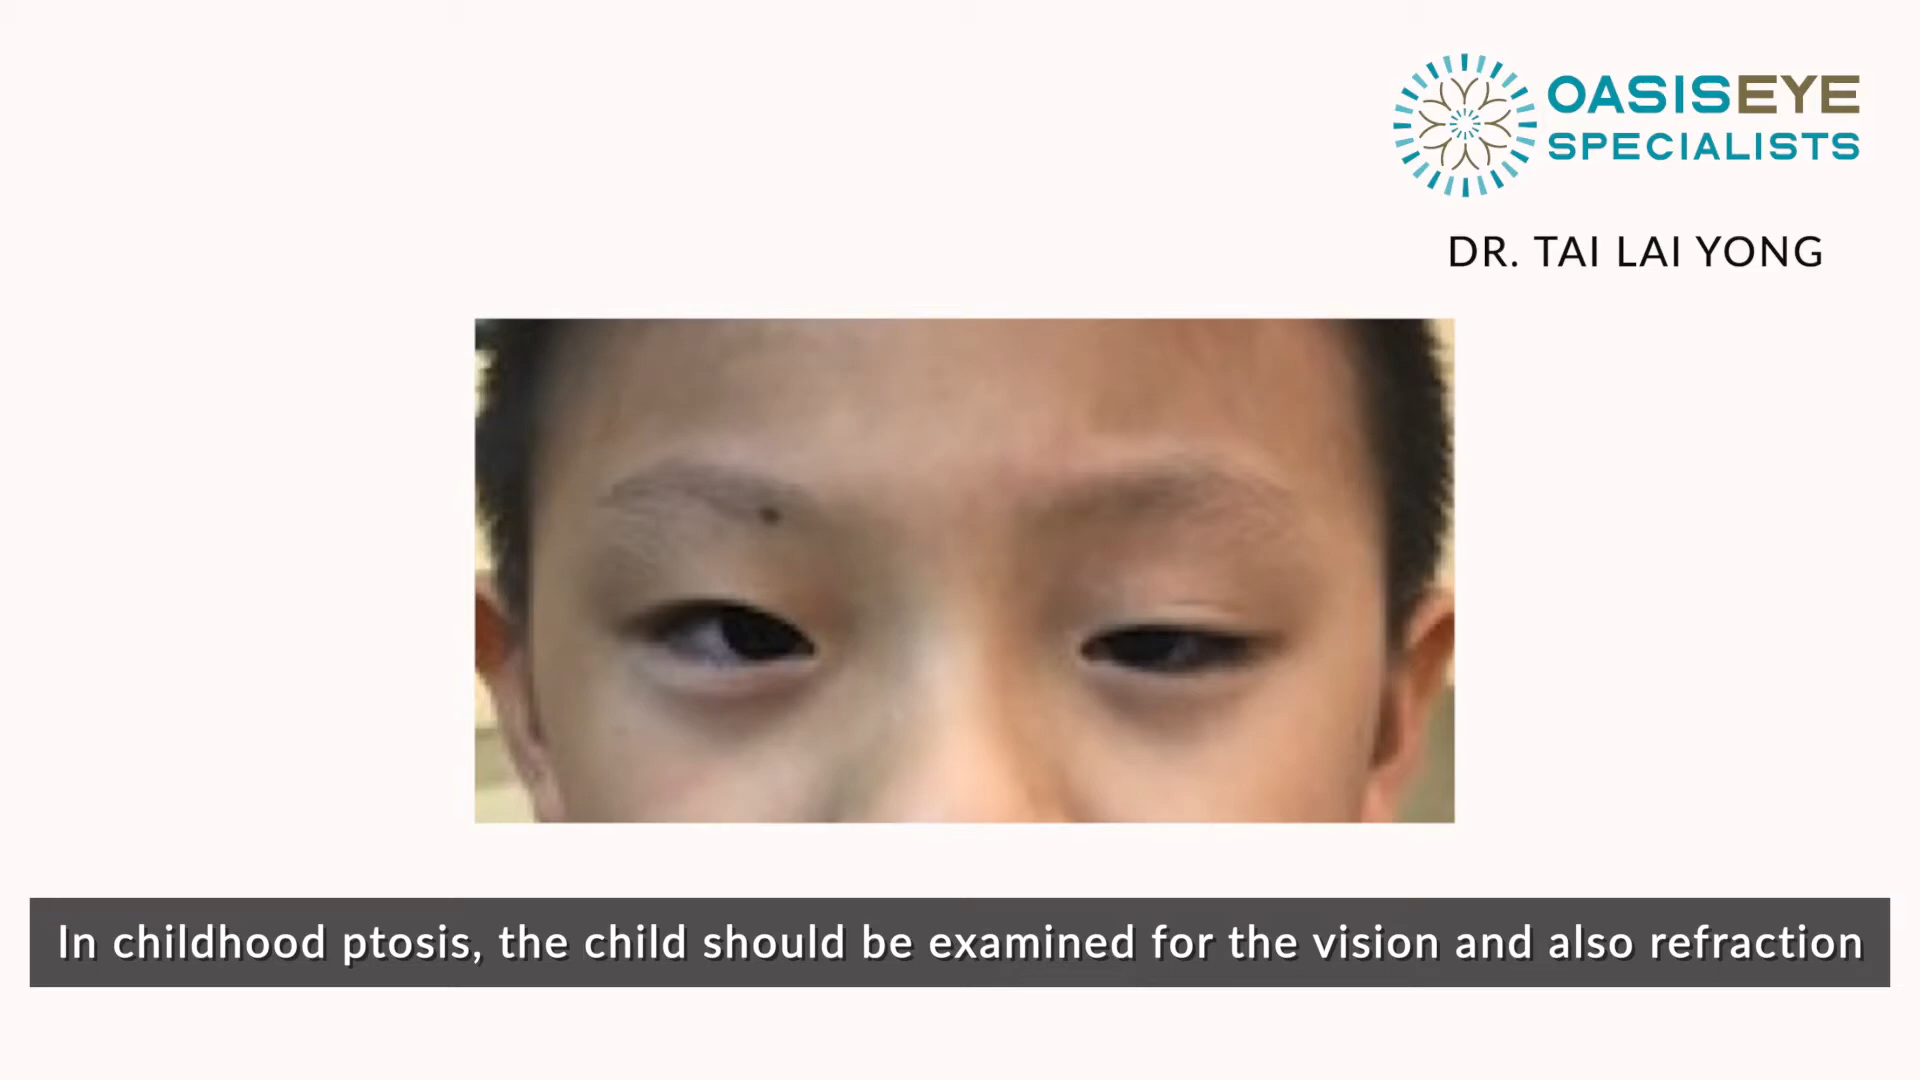 OASISEYE
SPECIALISTS
DR. TAI LAI YONG
In childhood ptosis, the child should be examined for the vision and also refraction